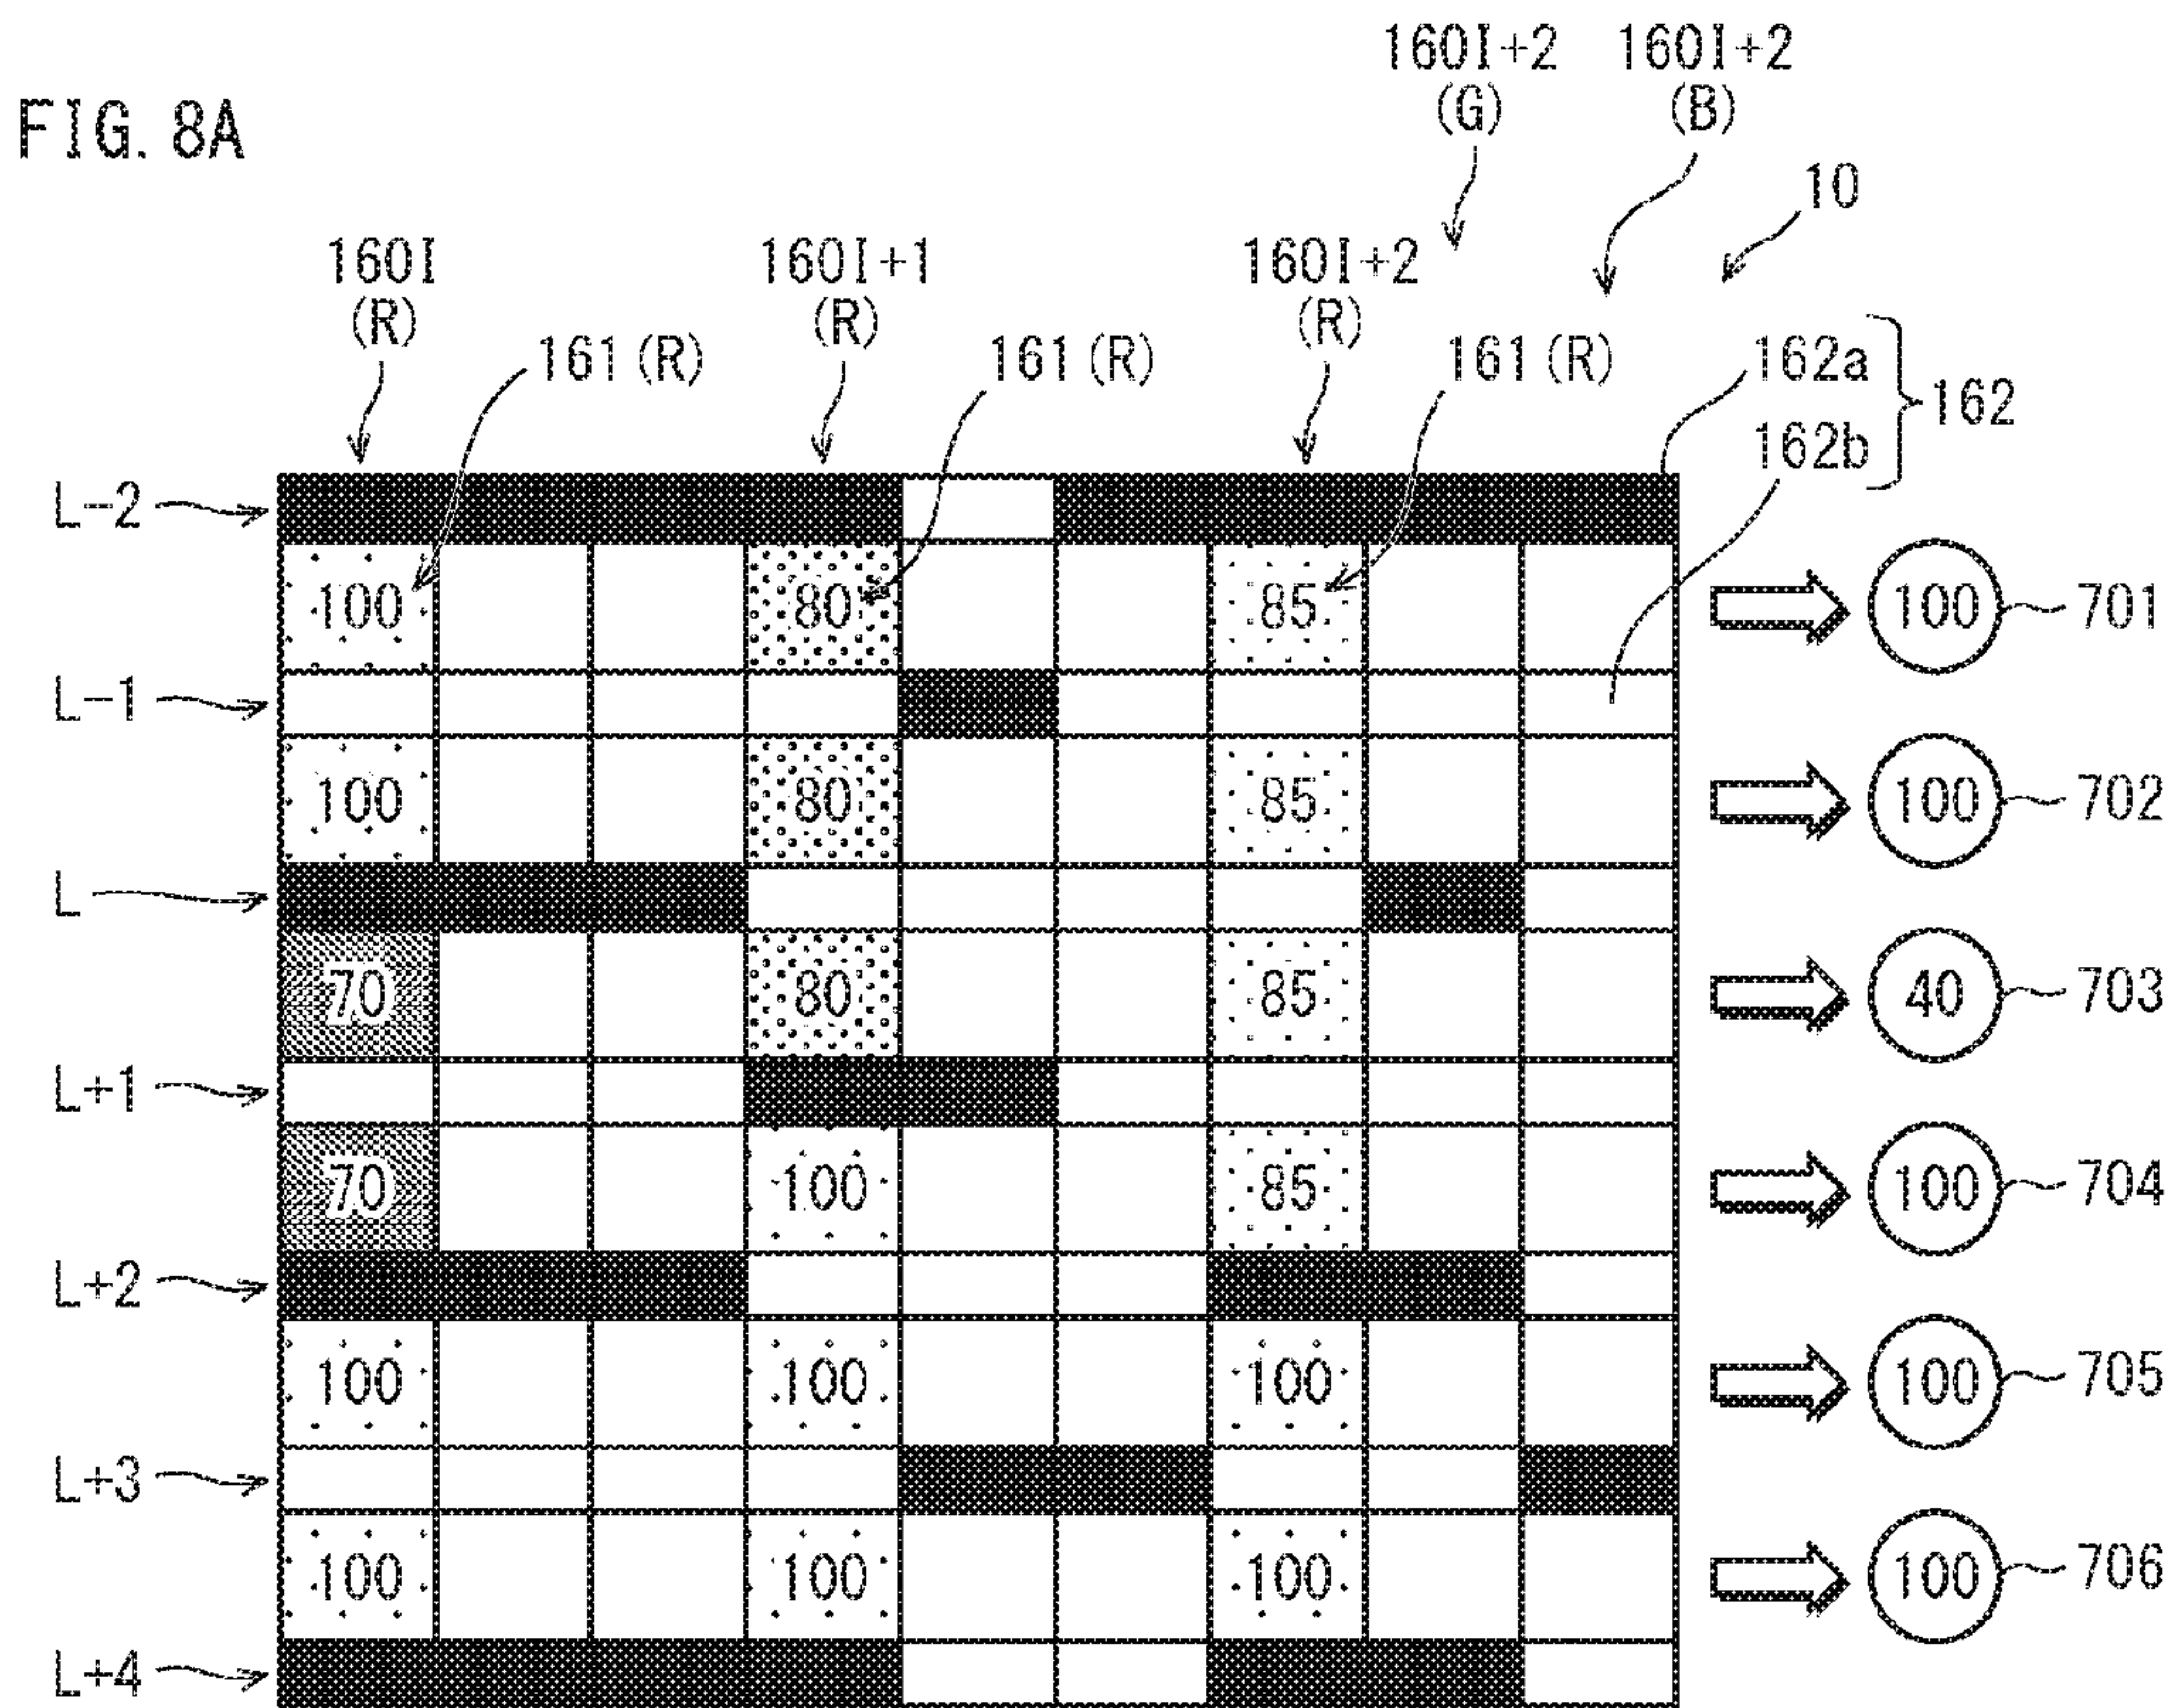 FIG. 8A
160I+2 160I+2
(G) (B)
10
160I 160I+1 160I+2
(R) (R) (R)
161(R) 161(R) 161(R) 162a
162
162b
L-2
100 80 85 100 701
L-1
100 80 85 100 702
L
70 80 85 40 703
L+1
70 100 85 100 704
L+2
100 100 100 100 705
L+3
100 100 100 100 706
L+4